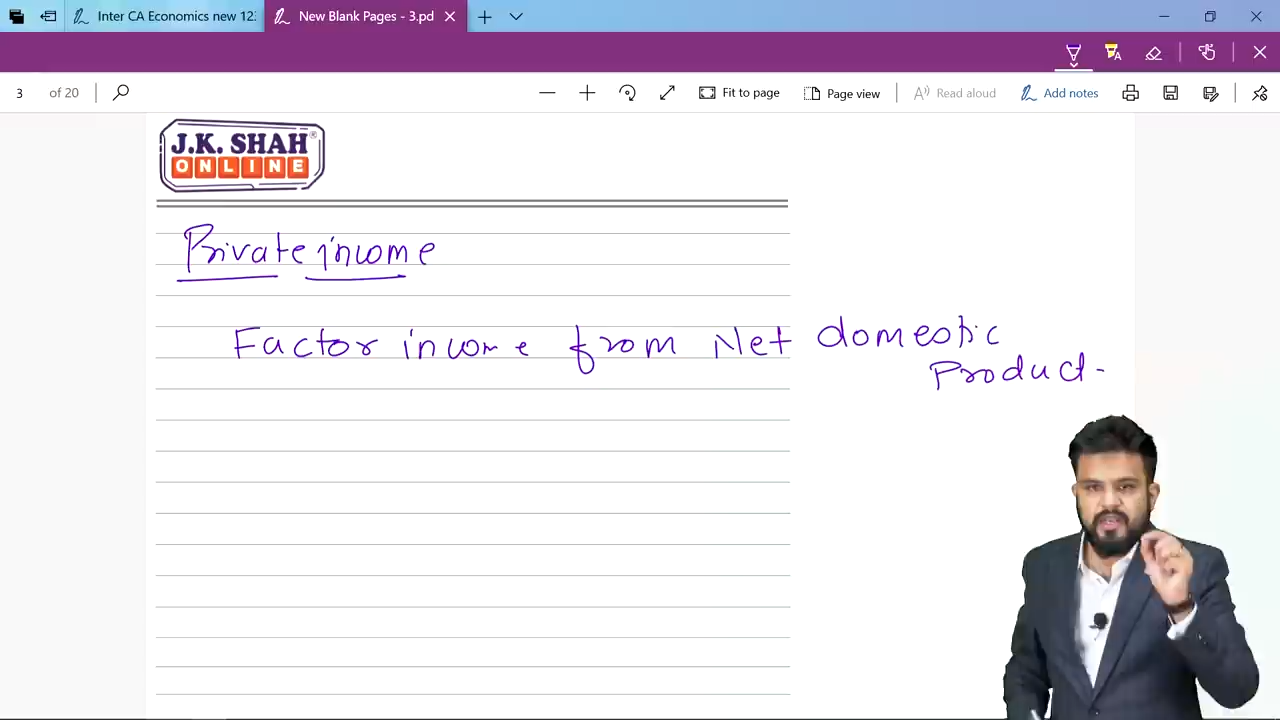 Inter CA Economics new 12
New Blank Pages - 3.pd
3 of 20
Fit to page
Page view
Read aloud
Add notes
J.K. SHAH®
ONLINE
Private income
Factor income from Net domestic
Product